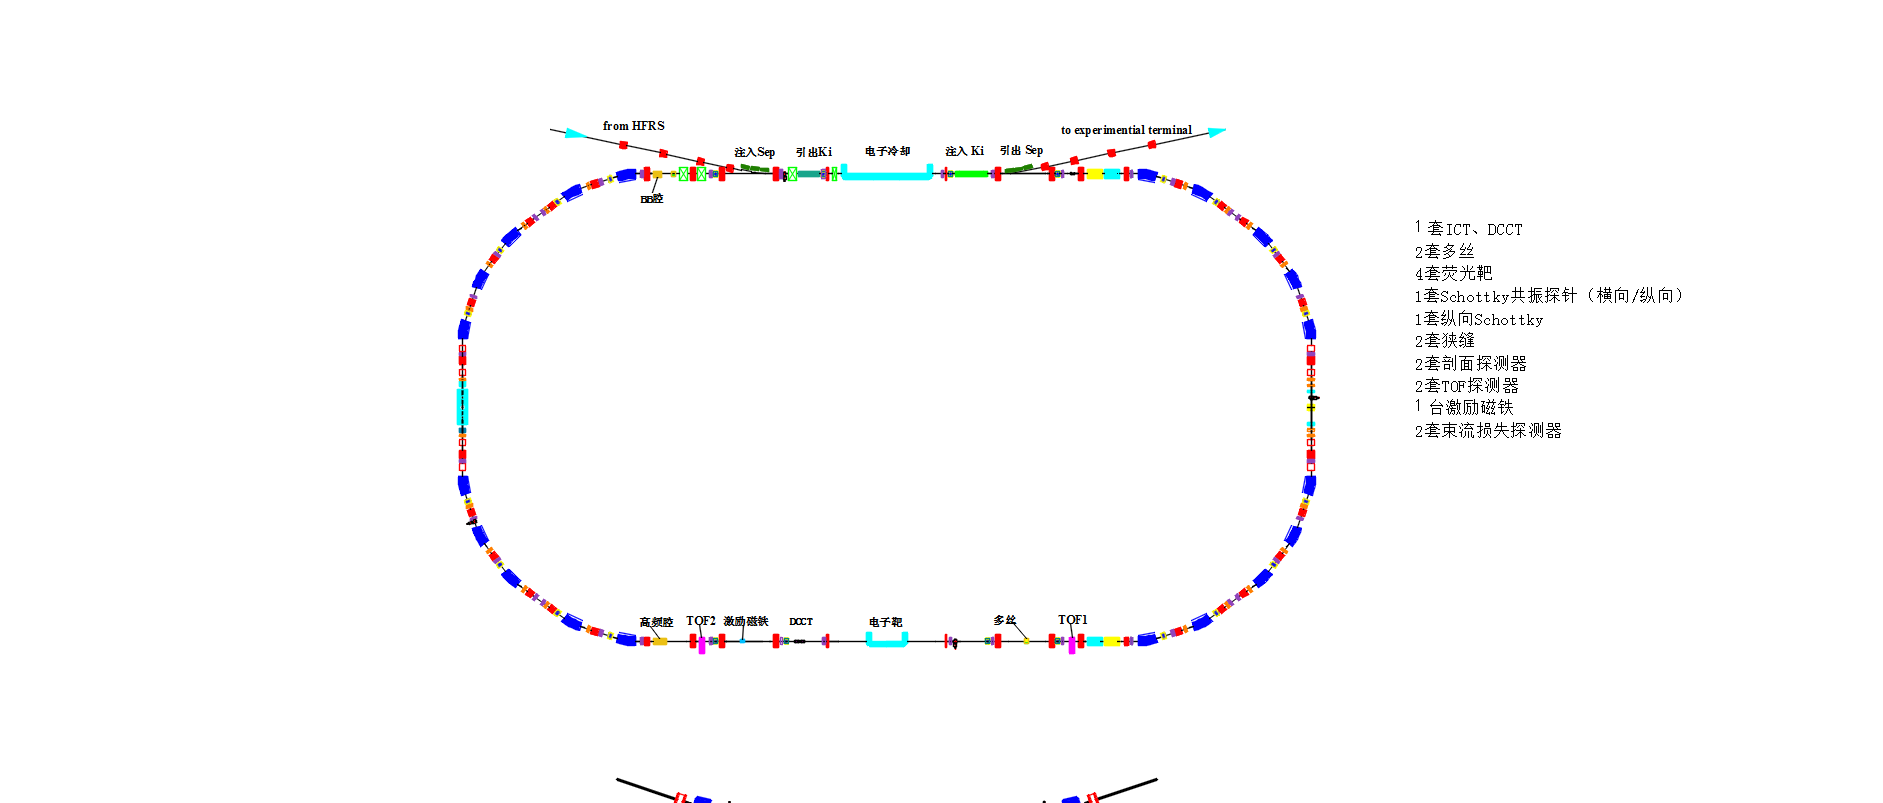 from HFRS
to experimential terminal
注入Sep
引出Ki
电子冷却
注入 Ki
引出 Sep
BB腔
1 套ICT、DCCT
2套多丝
4套荧光靶
1套Schottky共振探针（横向/纵向）
1套纵向Schottky
2套狭缝
2套剖面探测器
2套TOF探测器
1 台激励磁铁
2套束流损失探测器
高频腔
TOF2
激励磁铁
DCCT
电子靶
多丝
TOF1